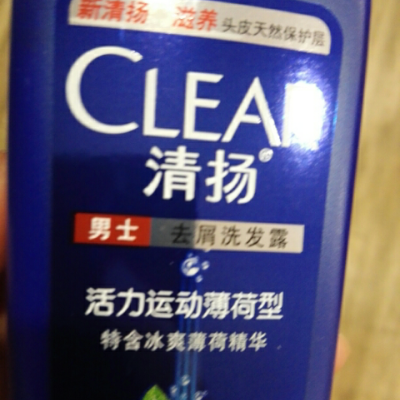 新清扬 滋养 头皮天然保护层
CLEAR
清扬®
男士 去屑洗发露
活力运动薄荷型
特含冰爽薄荷精华